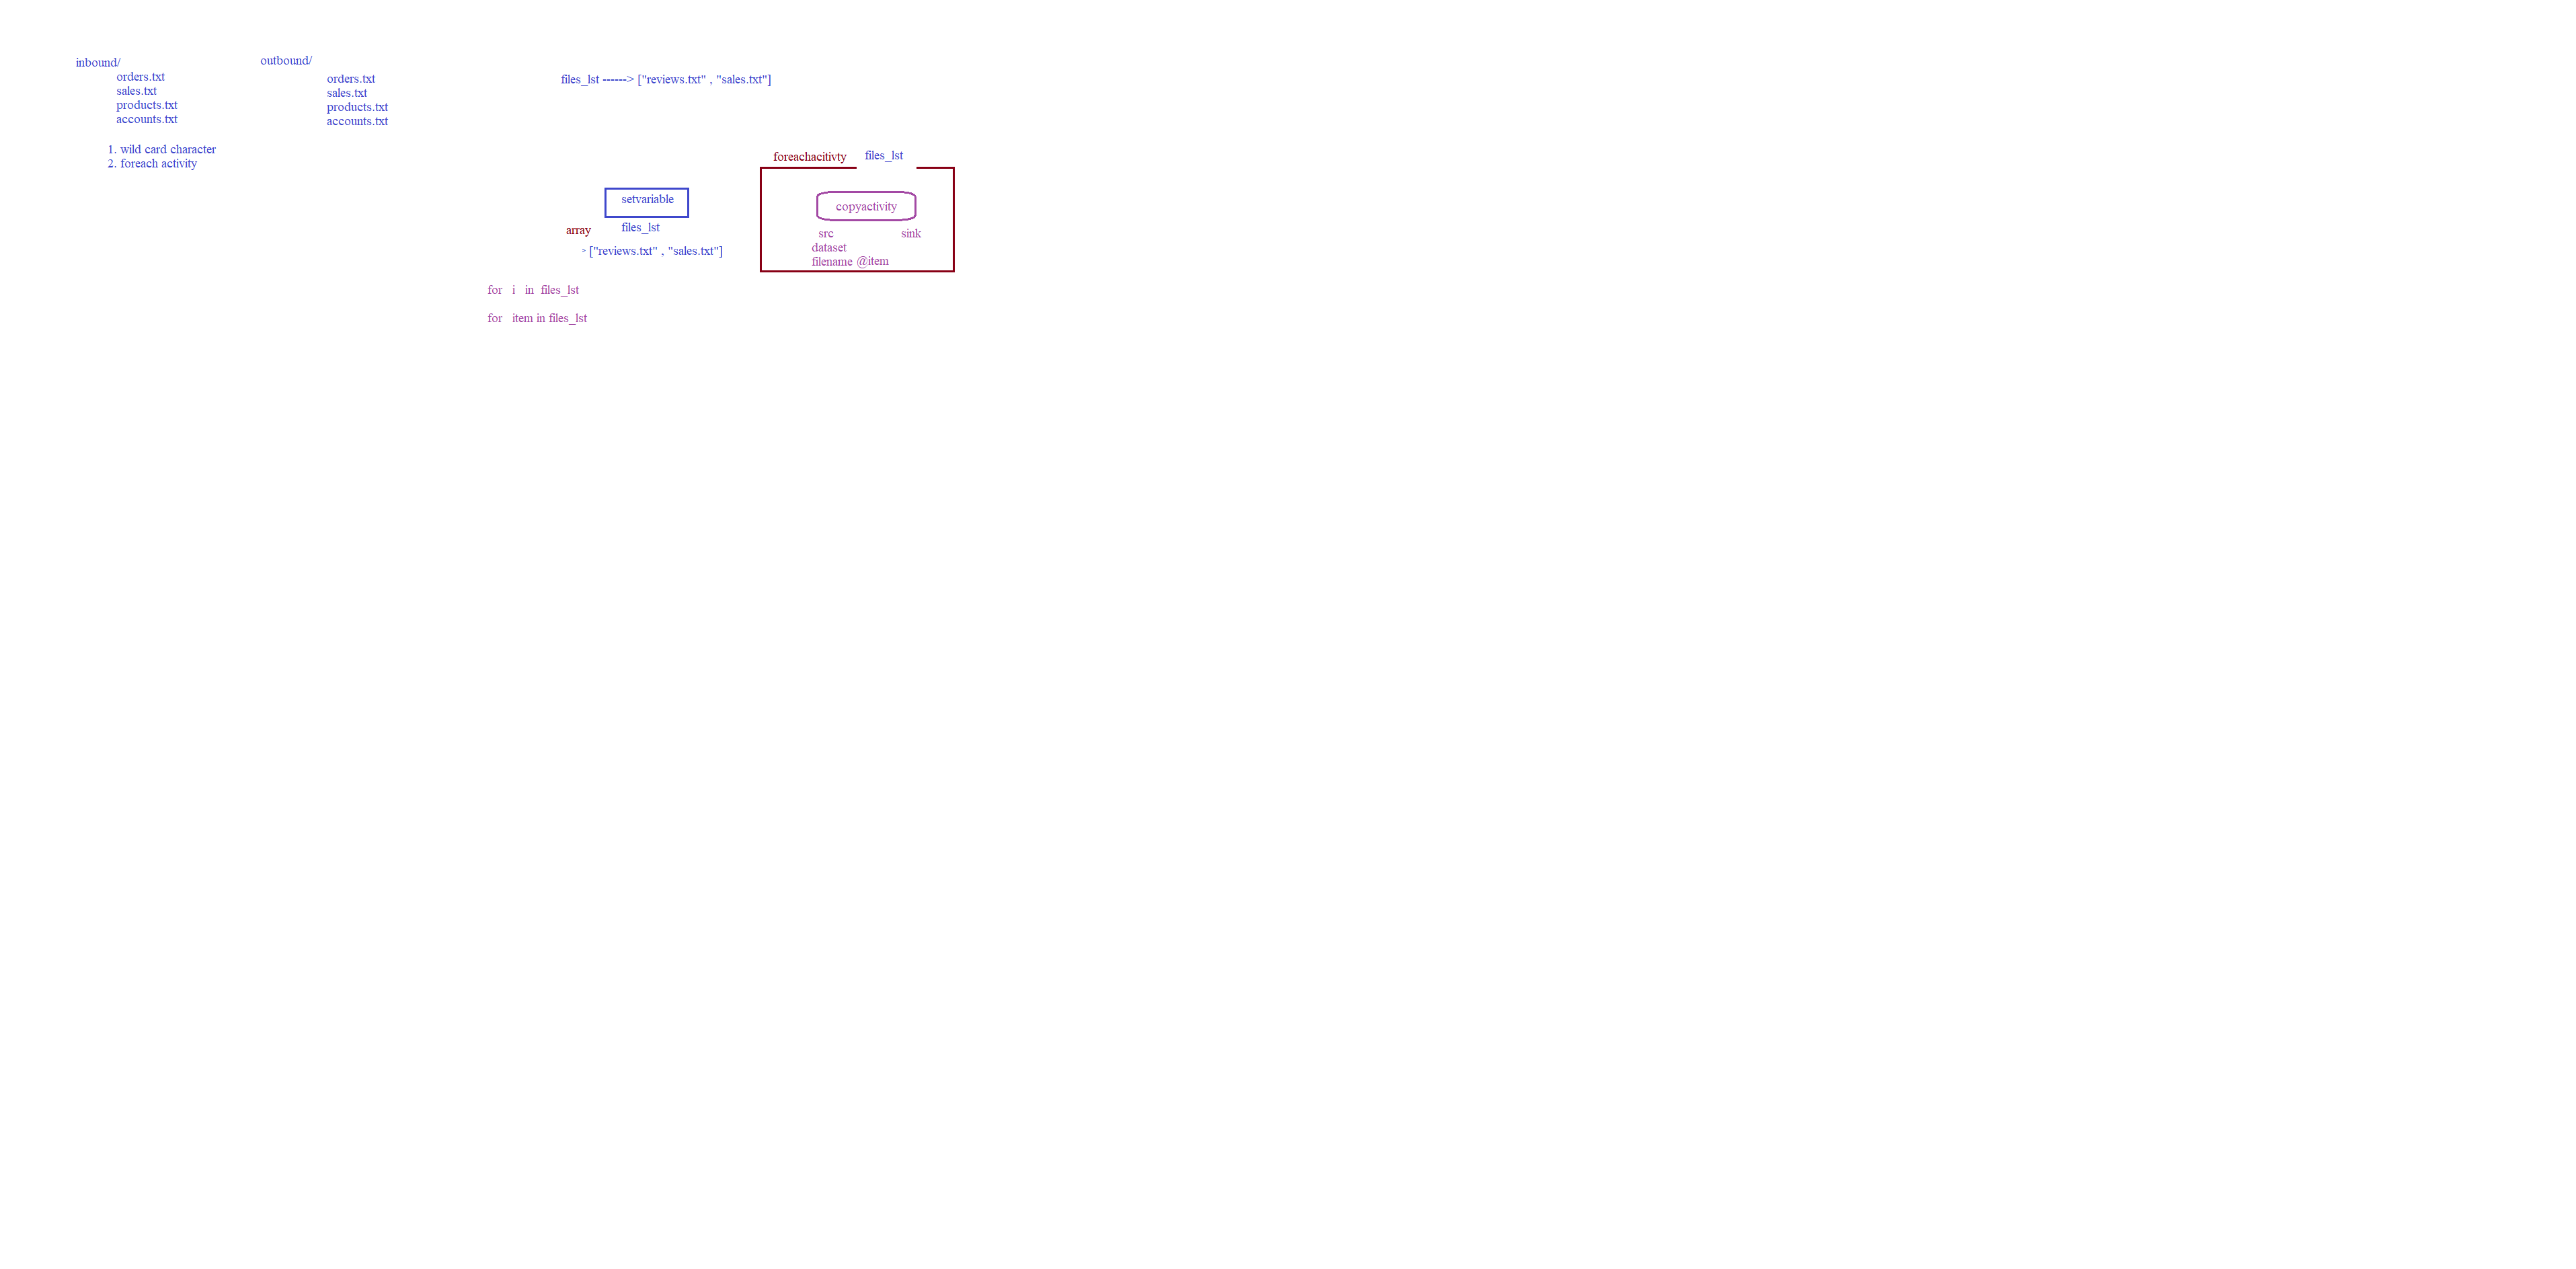 inbound/
orders.txt
sales.txt
products.txt
accounts.txt
1. wild card character
2. foreach activity
outbound/
orders.txt
sales.txt
products.txt
accounts.txt
files_lst ------> ["reviews.txt" , "sales.txt"]
setvariable
array
files_lst
> ["reviews.txt" , "sales.txt"]
foreachacitivty files_lst
copyactivity
src sink
dataset
filename @item
for i in files_lst
for item in files_lst